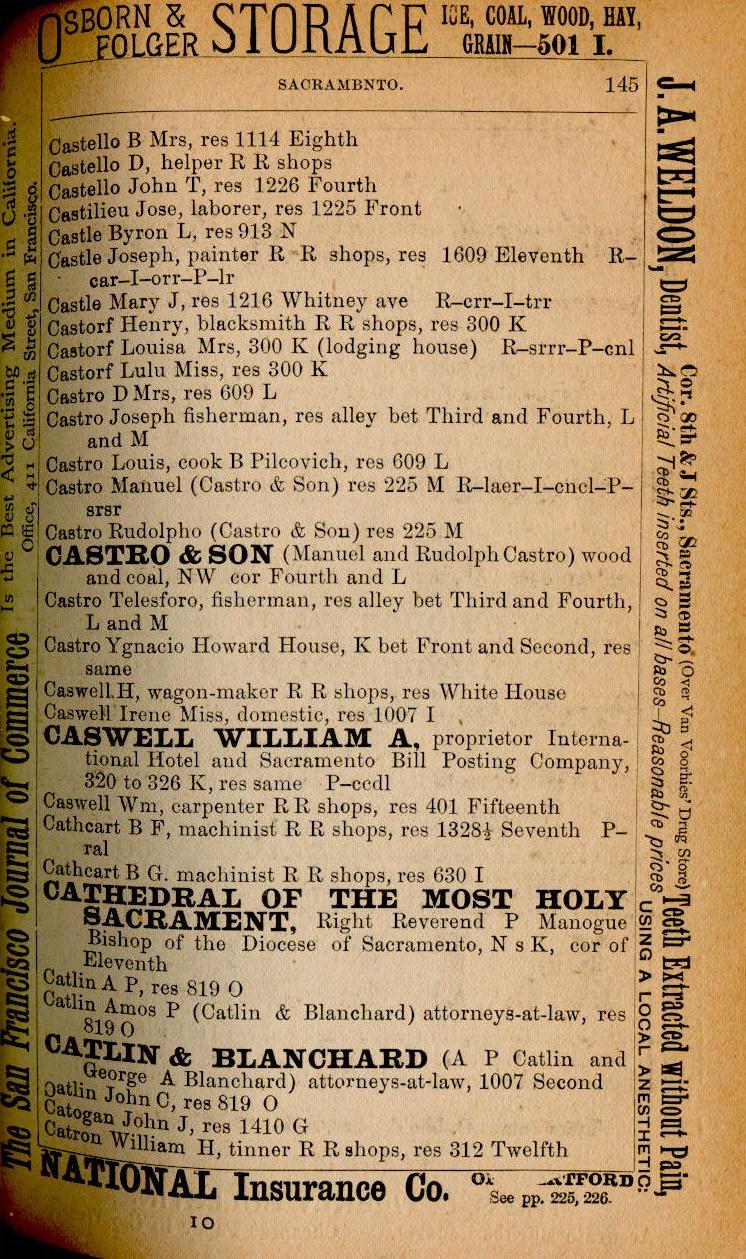 OSBORN & FOLGER STORAGE ICE, COAL, WOOD, HAY, GRAIN—501 I.
SACRAMENTO. 145
Castello B Mrs, res 1114 Eighth
Castello D, helper R R shops
Castello John T, res 1226 Fourth
Castilieu Jose, laborer, res 1225 Front
Castle Byron L, res 913 N
Castle Joseph, painter R R shops, res 1609 Eleventh R–
car–I–orr–P–lr
Castle Mary J, res 1216 Whitney ave R–crr–I–trr
Castorf Henry, blacksmith R R shops, res 300 K
Castorf Louisa Mrs, 300 K (lodging house) R–srrr–P–cnl
Castorf Lulu Miss, res 300 K
Castro D Mrs, res 609 L
Castro Joseph fisherman, res alley bet Third and Fourth, L
and M
Castro Louis, cook B Pilcovich, res 609 L
Castro Manuel (Castro & Son) res 225 M R–laer–I–cncl–P–
srsr
Castro Rudolpho (Castro & Son) res 225 M
CASTRO & SON (Manuel and Rudolph Castro) wood
and coal, NW cor Fourth and L
Castro Telesforo, fisherman, res alley bet Third and Fourth,
L and M
Castro Ygnacio Howard House, K bet Front and Second, res
same
Caswell H, wagon-maker R R shops, res White House
Caswell Irene Miss, domestic, res 1007 I
CASWELL WILLIAM A, proprietor Interna-
tional Hotel and Sacramento Bill Posting Company,
320 to 326 K, res same P–ccdl
Caswell Wm, carpenter R R shops, res 401 Fifteenth
Cathcart B F, machinist R R shops, res 1328½ Seventh P–
ral
Cathcart B G. machinist R R shops, res 630 I
CATHEDRAL OF THE MOST HOLY
SACRAMENT, Right Reverend P Manogue
Bishop of the Diocese of Sacramento, N s K, cor of
Eleventh
Catlin A P, res 819 O
Catlin Amos P (Catlin & Blanchard) attorneys-at-law, res
819 O
CATLIN & BLANCHARD (A P Catlin and
George A Blanchard) attorneys-at-law, 1007 Second
Catlin John C, res 819 O
Catogan John J, res 1410 G
Catron William H, tinner R R shops, res 312 Twelfth
NATIONAL Insurance Co. See pp. 225, 226.
10
The San Francisco Journal of Commerce Is the Best Advertising Medium in California.
Office, 411 California Street, San Francisco.
J. A. WELDON, Dentist, Cor. 8th & J Sts., Sacramento (Over Van Voorhies' Drug Store) Teeth Extracted without Pain,
Artificial Teeth inserted on all bases—Reasonable prices USING A LOCAL ANESTHETIC.